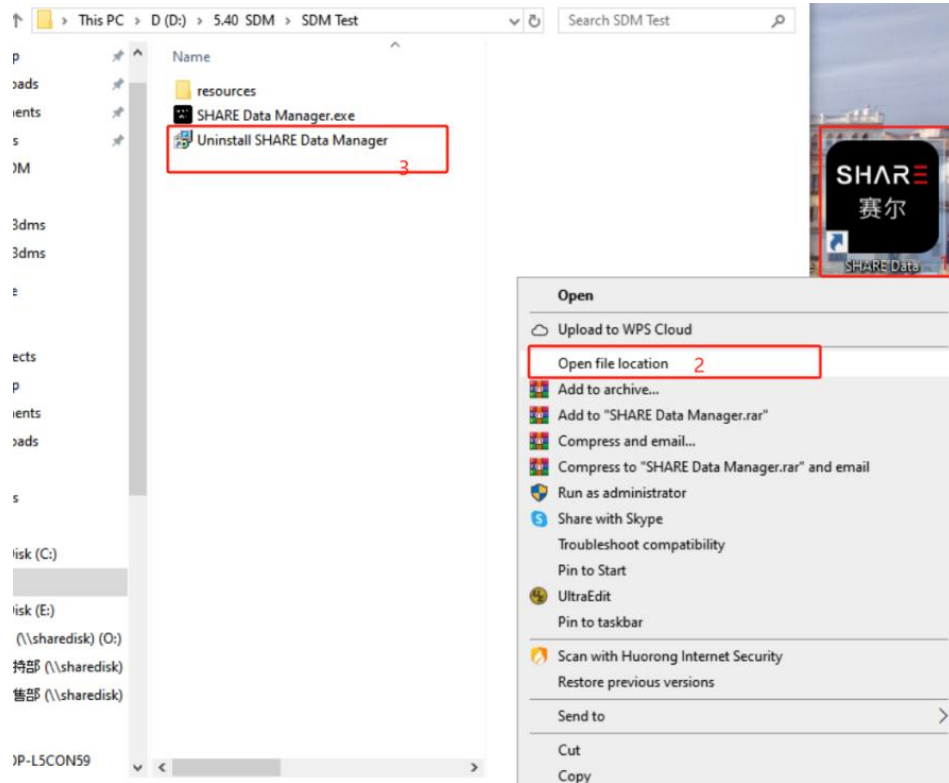 This PC > D (D:) > 5.40 SDM > SDM Test
Search SDM Test
Name
resources
SHARE Data Manager.exe
Uninstall SHARE Data Manager
3
p
oads
ents
s
OM
3dms
3dms
e
ects
p
ents
oads
s
isk (C:)
isk (E:)
(\\sharedisk) (O:)
持部 (\\sharedisk)
售部 (\\sharedisk)
OP-L5CON59
SHARE
赛尔
SHARE Data
1
Open
Upload to WPS Cloud
Open file location 2
Add to archive...
Add to "SHARE Data Manager.rar"
Compress and email...
Compress to "SHARE Data Manager.rar" and email
Run as administrator
Share with Skype
Troubleshoot compatibility
Pin to Start
UltraEdit
Pin to taskbar
Scan with Huorong Internet Security
Restore previous versions
Send to
Cut
Copy